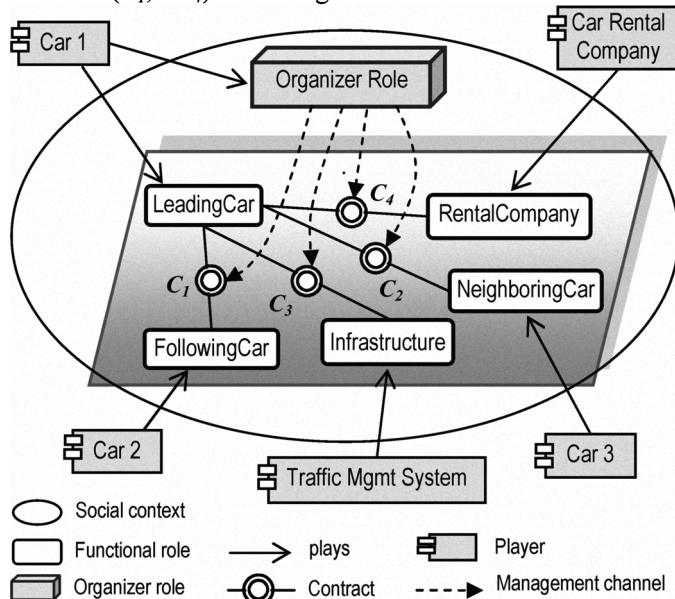 Car 1
Car Rental
Company
Organizer Role
LeadingCar
C4
RentalCompany
C1
C3
C2
NeighboringCar
FollowingCar
Infrastructure
Car 2
Traffic Mgmt System
Car 3
Social context
Functional role
plays
Player
Organizer role
Contract
Management channel